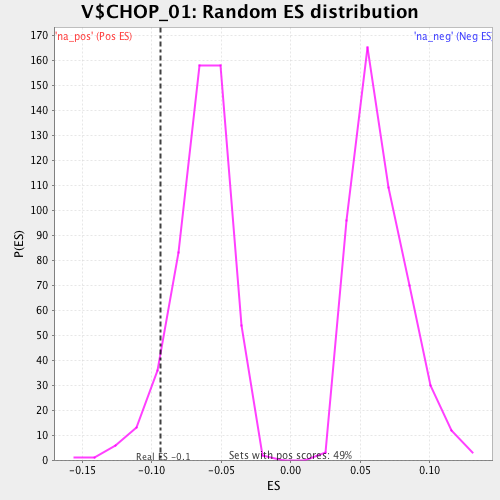 V$CHOP_01: Random ES distribution
'na_pos' (Pos ES)
'na_neg' (Neg ES)
P(ES)
170
160
150
140
130
120
110
100
90
80
70
60
50
40
30
20
10
0
Real ES -0.1
Sets with pos scores: 49%
-0.15 -0.10 -0.05 0.00 0.05 0.10
ES